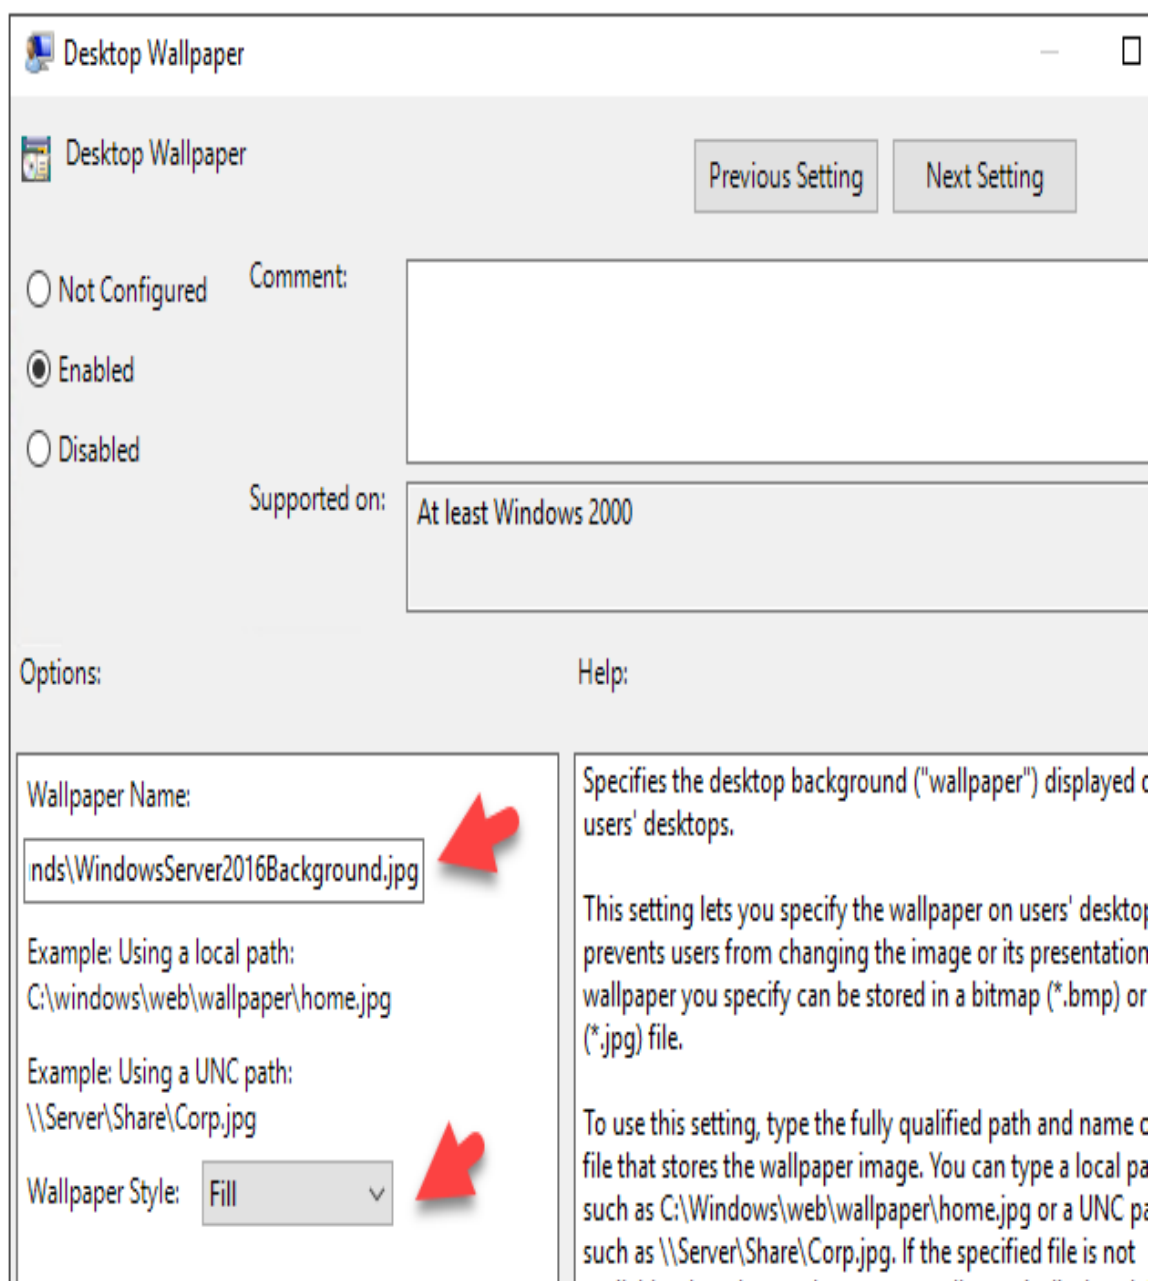 Desktop Wallpaper
Desktop Wallpaper
Previous Setting
Next Setting
Not Configured
Enabled
Disabled
Comment:
Supported on:
At least Windows 2000
Options:
Help:
Wallpaper Name:
nds\WindowsServer2016Background.jpg
Example: Using a local path:
C:\windows\web\wallpaper\home.jpg
Example: Using a UNC path:
\\Server\Share\Corp.jpg
Wallpaper Style:
Fill
Specifies the desktop background ("wallpaper") displayed
users' desktops.
This setting lets you specify the wallpaper on users'
prevents users from changing the image or its presentation
wallpaper you specify can be stored in a bitmap (*.bmp) or
(*.jpg) file.
To use this setting, type the fully qualified path and name
file that stores the wallpaper image. You can type a local
such as C:\Windows\web\wallpaper\home.jpg or a UNC
such as \\Server\Share\Corp.jpg. If the specified file is not